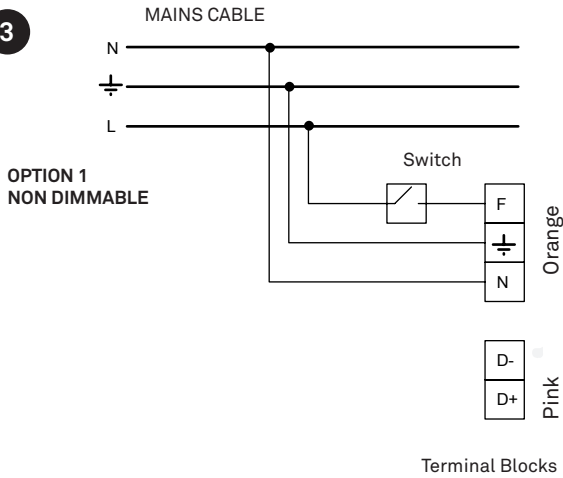 3
MAINS CABLE
N
L
OPTION 1
NON DIMMABLE
Switch
F
N
Orange
D-
D+
Pink
Terminal Blocks